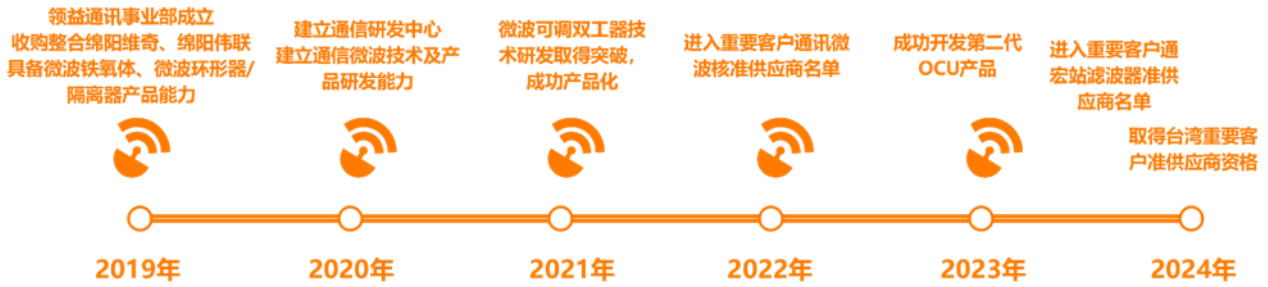 领益通讯事业部成立
收购整合绵阳维奇、绵阳伟联
具备微波铁氧体、微波环形器/
隔离器产品能力
建立通信研发中心
建立通信微波技术及产
品研发能力
微波可调双工器技
术研发取得突破，
成功产品化
进入重要客户通讯微
波核准供应商名单
成功开发第二代
OCU产品
进入重要客户通
宏站滤波器准供
应商名单
取得台湾重要客
户准供应商资格
2019年
2020年
2021年
2022年
2023年
2024年